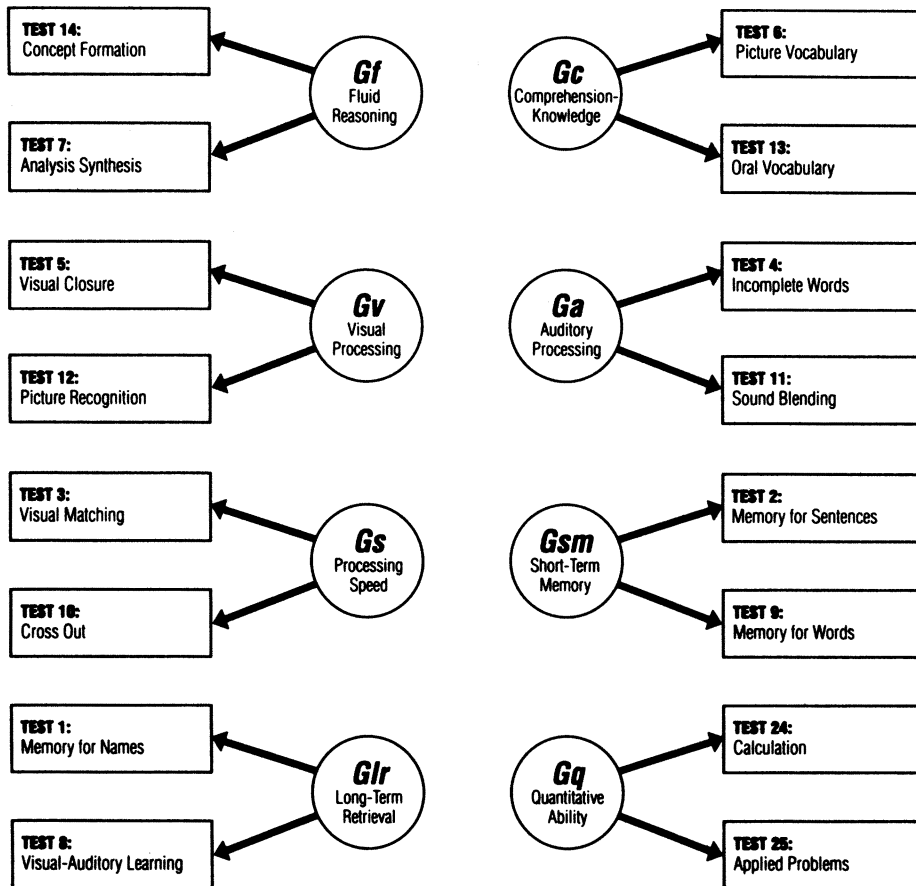 TEST 14:
Concept Formation
Gf
Fluid
Reasoning
TEST 7:
Analysis Synthesis
Gc
Comprehension-
Knowledge
TEST 6:
Picture Vocabulary
TEST 13:
Oral Vocabulary
TEST 5:
Visual Closure
Gv
Visual
Processing
TEST 12:
Picture Recognition
Ga
Auditory
Processing
TEST 4:
Incomplete Words
TEST 11:
Sound Blending
TEST 3:
Visual Matching
Gs
Processing
Speed
TEST 10:
Cross Out
Gsm
Short-Term
Memory
TEST 2:
Memory for Sentences
TEST 9:
Memory for Words
TEST 1:
Memory for Names
Glr
Long-Term
Retrieval
TEST 8:
Visual-Auditory Learning
Gq
Quantitative
Ability
TEST 24:
Calculation
TEST 25:
Applied Problems